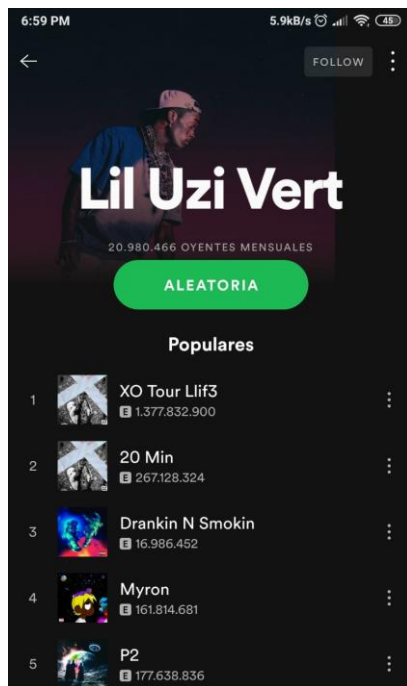 6:59 PM 5.9kB/s 45
FOLLOW
Lil Uzi Vert
20.980.466 OYENTES MENSUALES
ALEATORIA
Populares
1 XO Tour Llif3
E 1.377.832.900
2 20 Min
E 267.128.324
3 Drankin N Smokin
E 16.986.452
4 Myron
E 161.814.681
5 P2
E 177.638.836